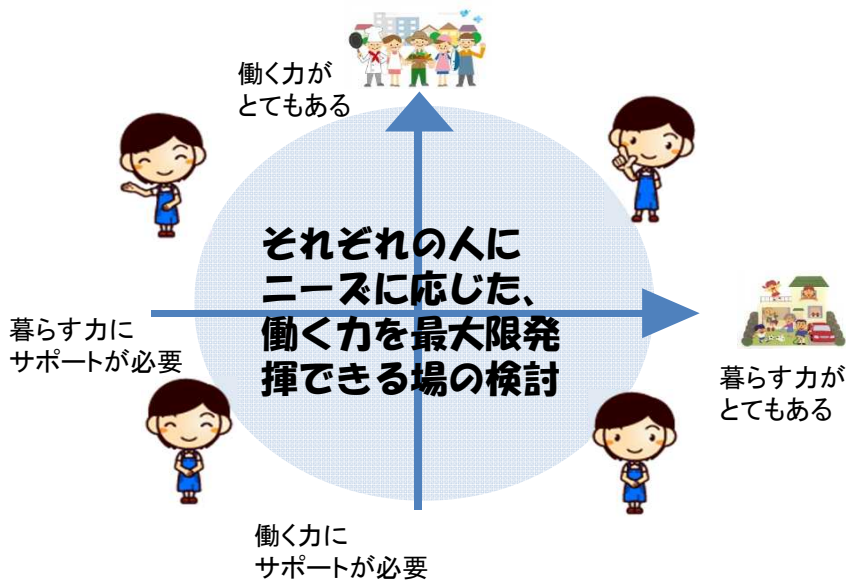 働く力が
とてもある
それぞれの人に
ニーズに応じた、
働く力を最大限発
揮できる場の検討
暮らす力に
サポートが必要
暮らす力が
とてもある
働く力に
サポートが必要